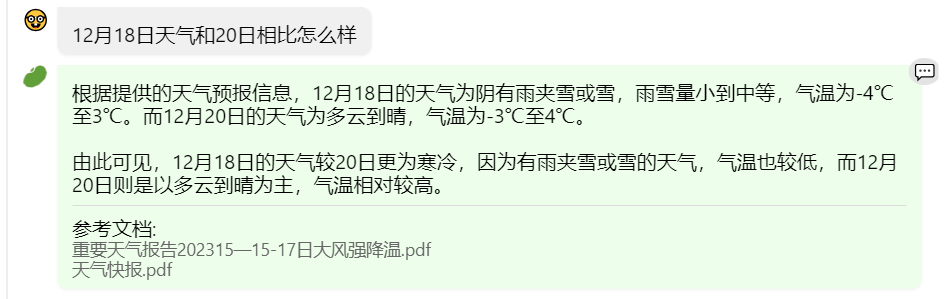 12月18日天气和20日相比怎么样
根据提供的天气预报信息，12月18日的天气为阴有雨夹雪或雪，雨雪量小到中等，气温为-4℃
至3℃。而12月20日的天气为多云到晴，气温为-3℃至4℃。
由此可见，12月18日的天气较20日更为寒冷，因为有雨夹雪或雪的天气，气温也较低，而12月
20日则是以多云到晴为主，气温相对较高。
参考文档:
重要天气报告202315—15-17日大风强降温.pdf
天气快报.pdf